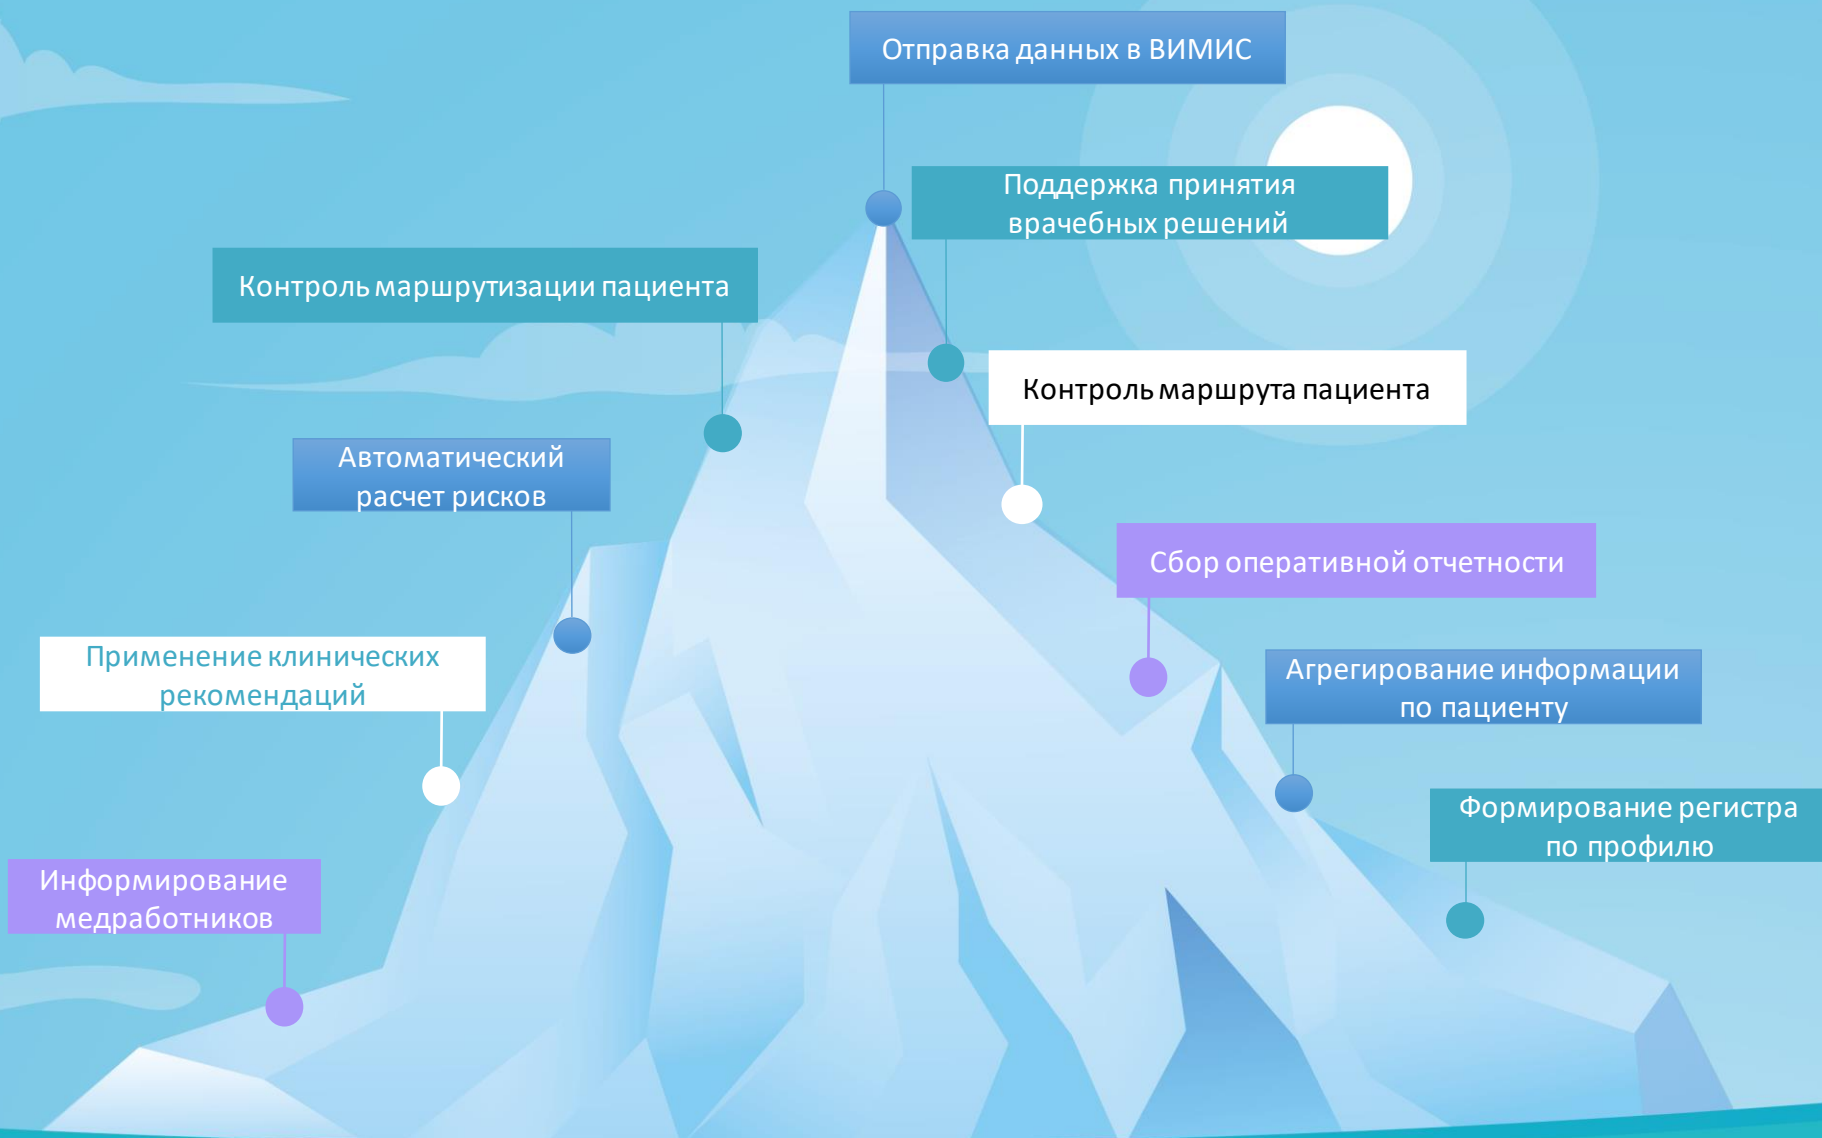 Отправка данных в ВИМИС
Поддержка принятия
врачебных решений
Контроль маршрутизации пациента
Контроль маршрута пациента
Автоматический
расчет рисков
Сбор оперативной отчетности
Применение клинических
рекомендаций
Агрегирование информации
по пациенту
Формирование регистра
по профилю
Информирование
медработников